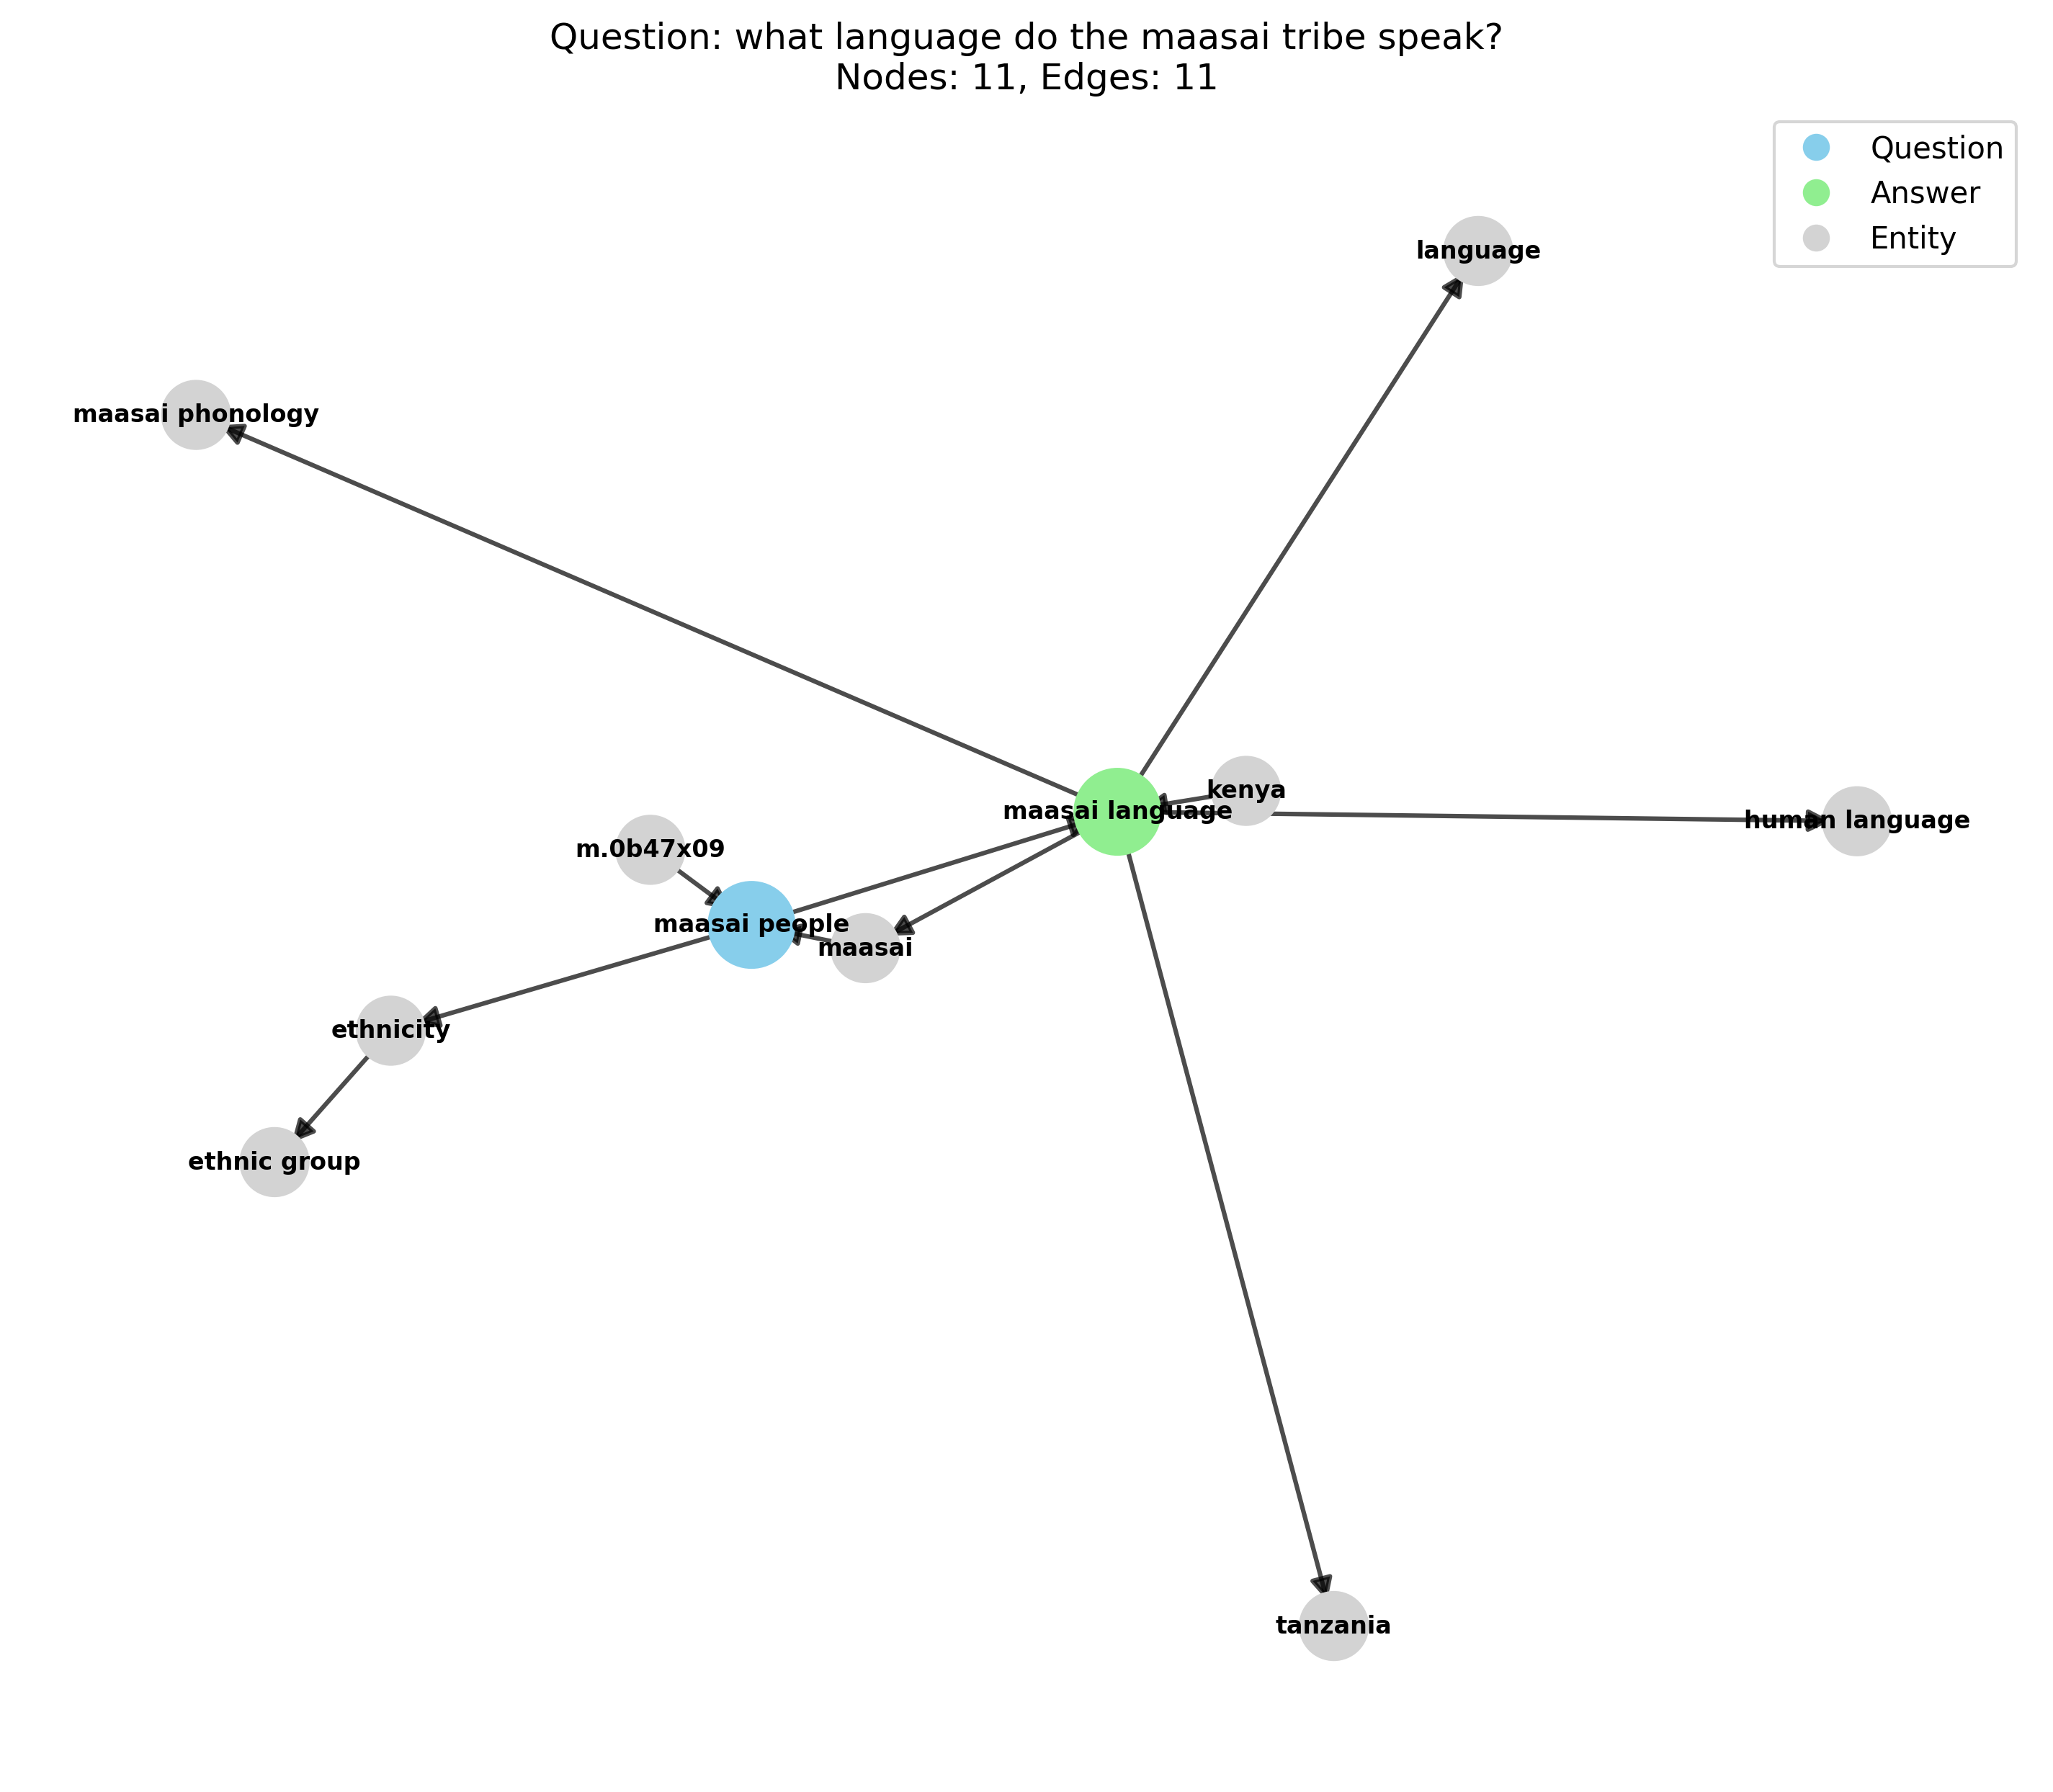 Question: what language do the maasai tribe speak?
Nodes: 11, Edges: 11
Question
Answer
Entity
language
maasai phonology
kenya
maasai language
human language
m.0b47x09
maasai people
maasai
ethnicity
ethnic group
tanzania